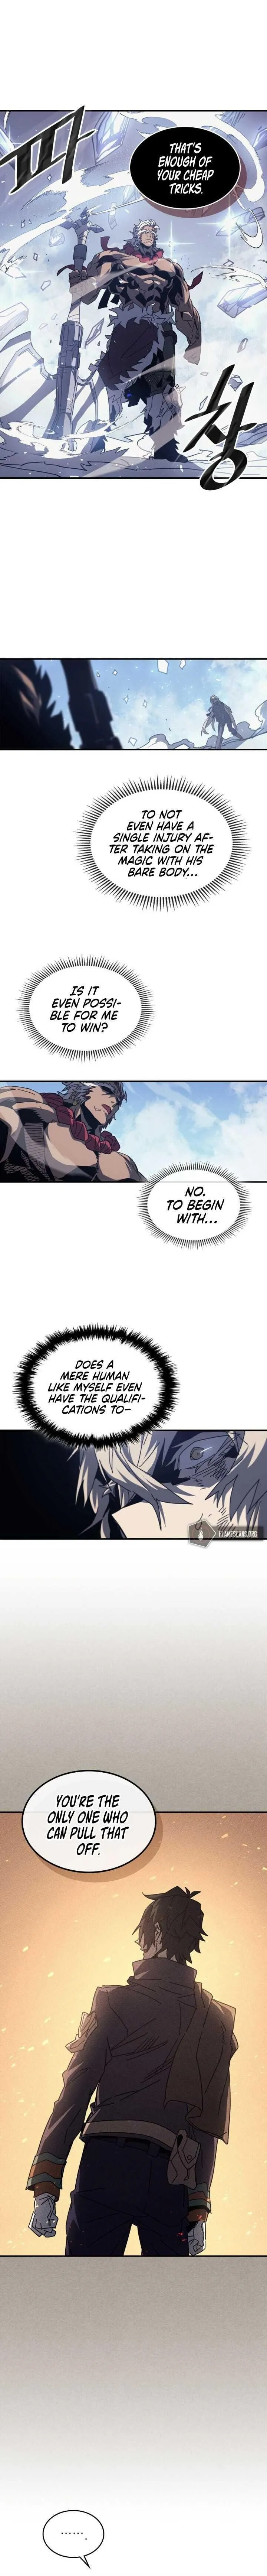 THAT'S
ENOUGH OF
YOUR CHEAP
TRICKS.
파
창
TO NOT
EVEN HAVE A
SINGLE INJURY AF-
TER TAKING ON THE
MAGIC WITH HIS
BARE BODY...
IS IT
EVEN POSSI-
BLE FOR ME
TO WIN?
NO.
TO BEGIN
WITH...
DOES A
MERE HUMAN
LIKE MYSELF EVEN
HAVE THE QUALIFI-
CATIONS TO-
YOU'RE THE
ONLY ONE WHO
CAN PULL THAT
OFF.
.......